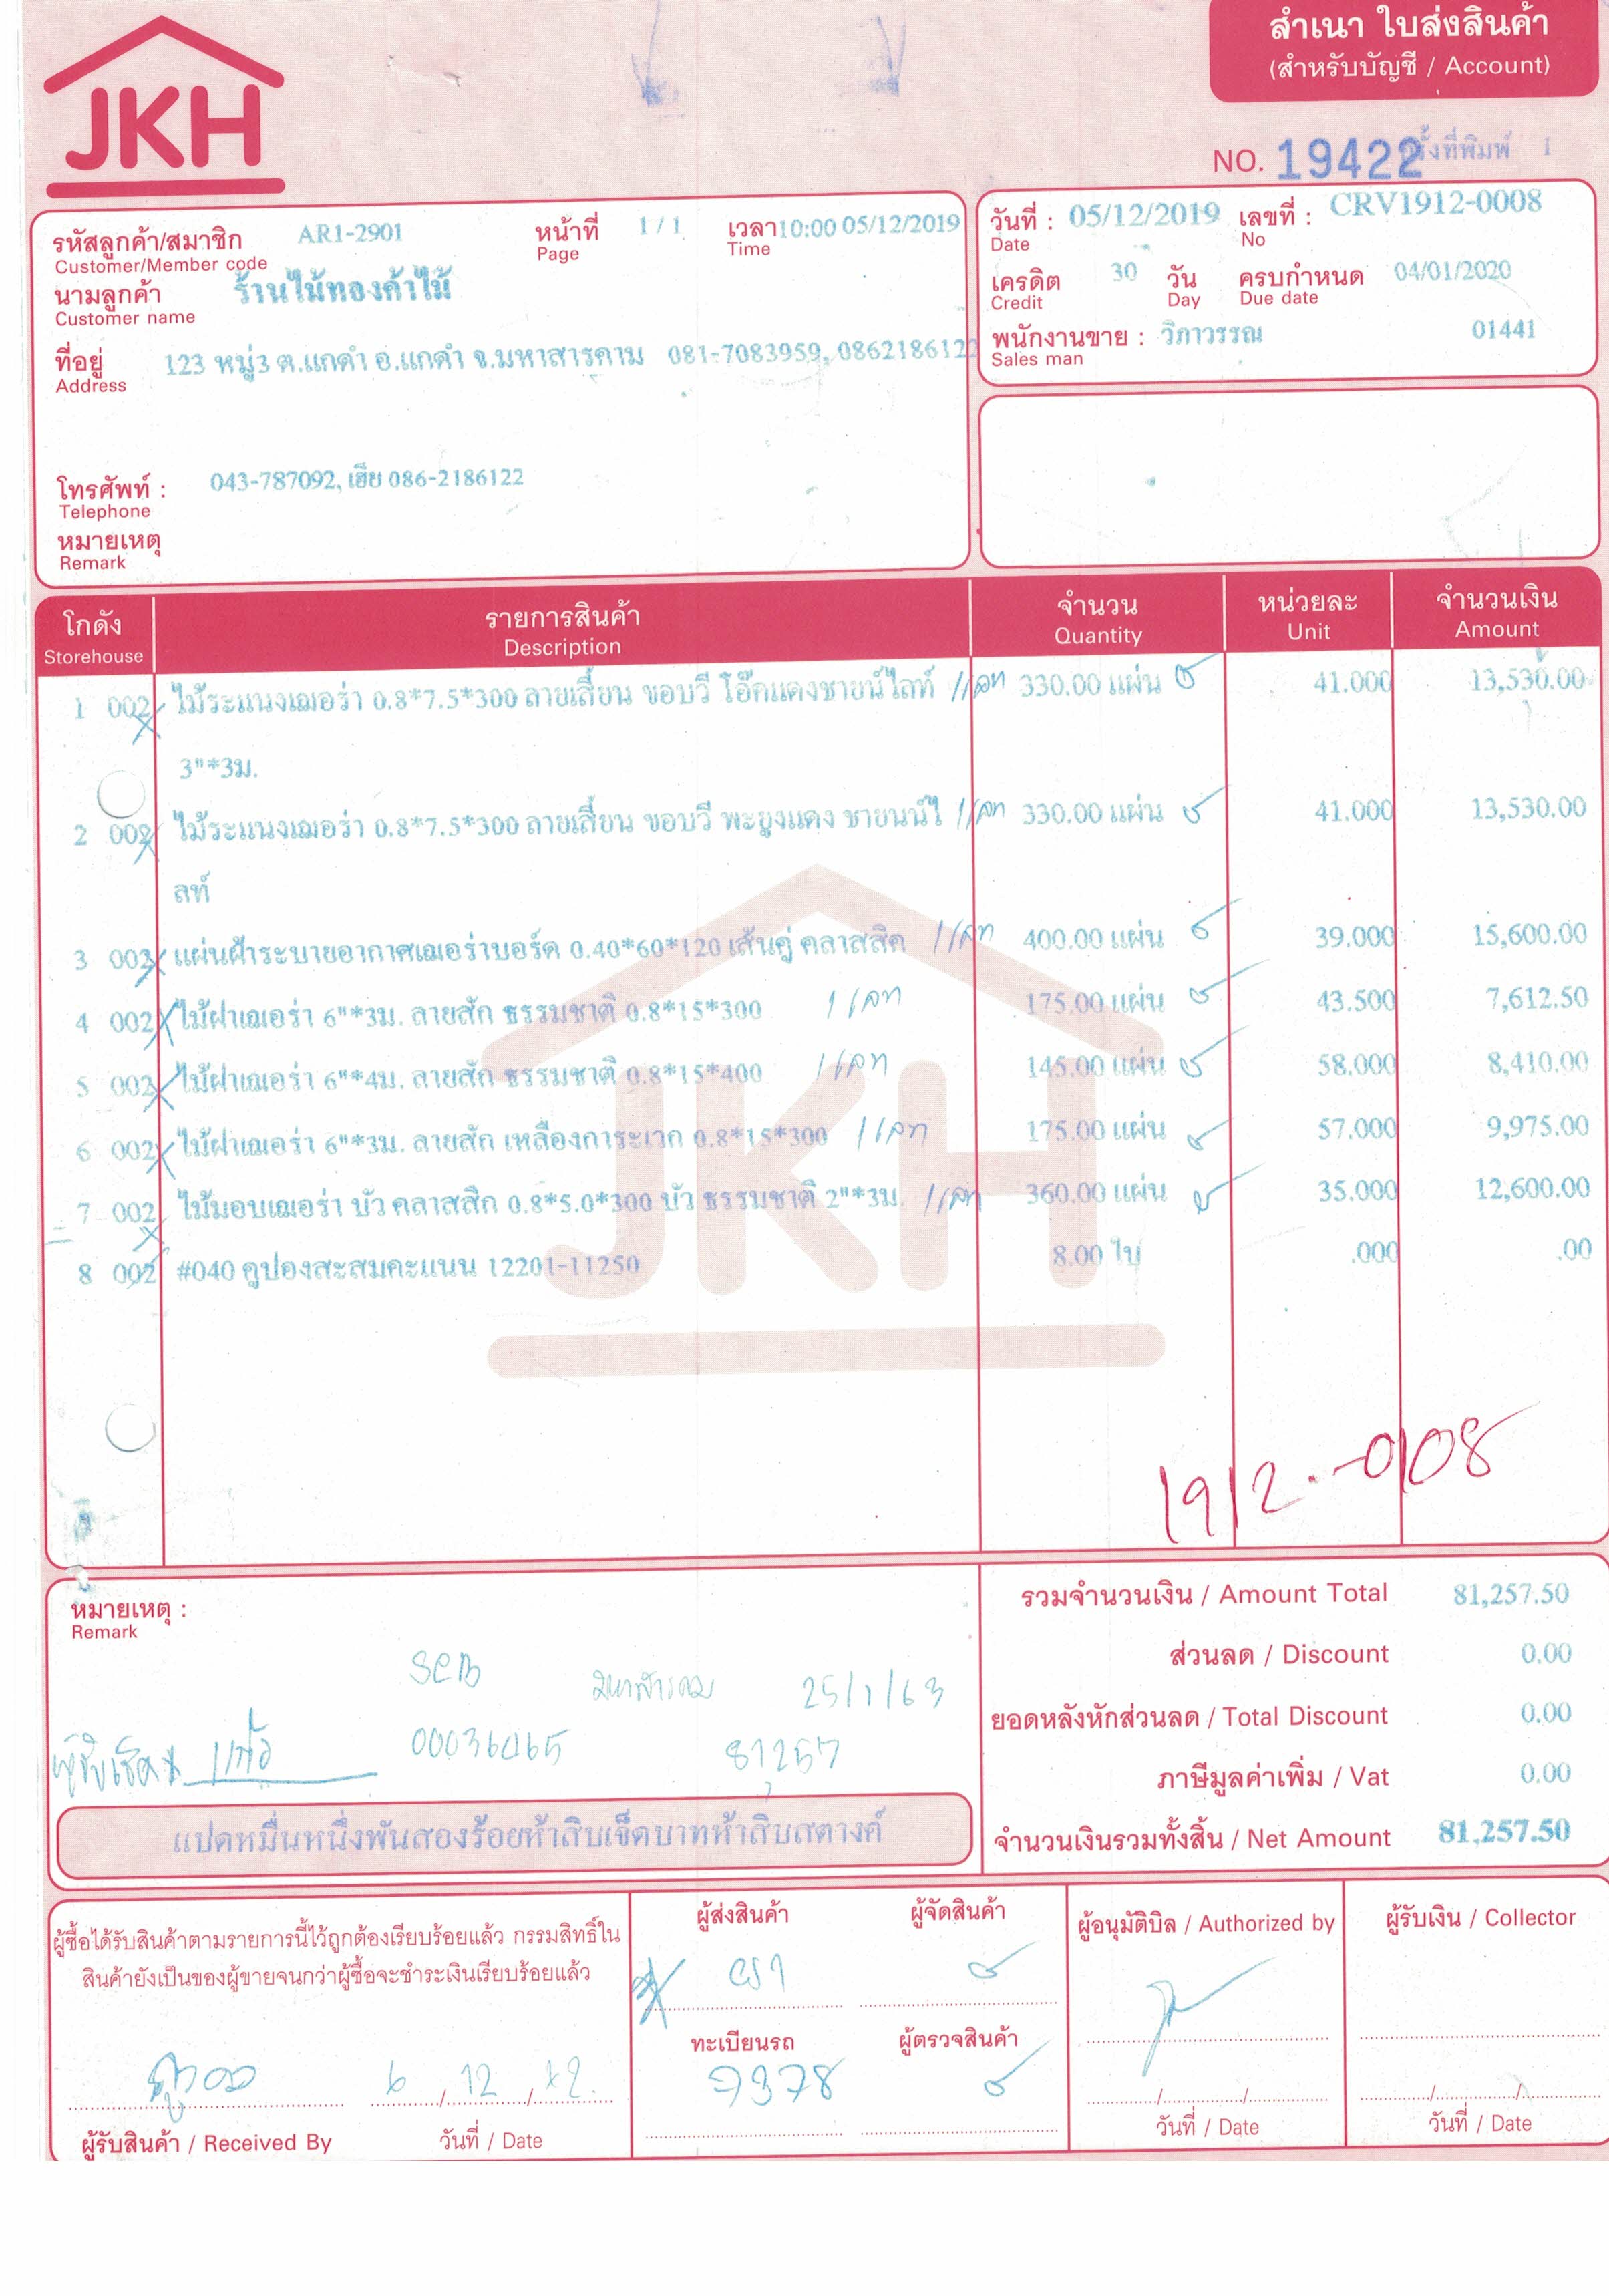 JKH
สำเนา ใบส่งสินค้า
(สำหรับบัญชี / Account)
NO. 19422 ครั้งที่พิมพ์ 1
รหัสลูกค้า/สมาชิก AR1-2901 หน้าที่ 1 / 1 เวลา 10:00 05/12/2019
Customer/Member code Page Time
นามลูกค้า ร้านไม้ทองค้าไม้
Customer name
ที่อยู่ 123 หมู่3 ต.แกดำ อ.แกดำ จ.มหาสารคาม 081-7083959, 0862186122
Address
โทรศัพท์ : 043-787092, เฮีย 086-2186122
Telephone
หมายเหตุ
Remark
วันที่ : 05/12/2019 เลขที่ : CRV1912-0008
Date No
เครดิต 30 วัน ครบกำหนด 04/01/2020
Credit Day Due date
พนักงานขาย : วิภาวรรณ 01441
Sales man
โกดัง รายการสินค้า จำนวน หน่วยละ จำนวนเงิน
Storehouse Description Quantity Unit Amount
1 002 ไม้ระแนงเฌอร่า 0.8*7.5*300 ลายเสี้ยน ขอบวี โอ๊คแดงชายน์ไลท์ 330.00 แผ่น 41.000 13,530.00
3"*3ม.
2 002 ไม้ระแนงเฌอร่า 0.8*7.5*300 ลายเสี้ยน ขอบวี พะยูงแดง ชายนน์ไ 330.00 แผ่น 41.000 13,530.00
ลท์
3 002 แผ่นฝ้าระบายอากาศเฌอร่าบอร์ด 0.40*60*120 เส้นคู่ คลาสสิค 400.00 แผ่น 39.000 15,600.00
4 002 ไม้ฝาเฌอร่า 6"*3ม. ลายสัก ธรรมชาติ 0.8*15*300 175.00 แผ่น 43.500 7,612.50
5 002 ไม้ฝาเฌอร่า 6"*4ม. ลายสัก ธรรมชาติ 0.8*15*400 145.00 แผ่น 58.000 8,410.00
6 002 ไม้ฝาเฌอร่า 6"*3ม. ลายสัก เหลืองการะเวก 0.8*15*300 175.00 แผ่น 57.000 9,975.00
7 002 ไม้มอบเฌอร่า บัว คลาสสิก 0.8*5.0*300 บัว ธรรมชาติ 2"*3ม. 360.00 แผ่น 35.000 12,600.00
8 002 #040 คูปองสะสมคะแนน 12201-11250 8.00 ใบ .000 .00
JKH
1912-0108
หมายเหตุ :
Remark
SCB มหาสารคาม 25/1/63
ผู้รับเช็ค 00036065 81,257
แปดหมื่นหนึ่งพันสองร้อยห้าสิบเจ็ดบาทห้าสิบสตางค์
รวมจำนวนเงิน / Amount Total 81,257.50
ส่วนลด / Discount 0.00
ยอดหลังหักส่วนลด / Total Discount 0.00
ภาษีมูลค่าเพิ่ม / Vat 0.00
จำนวนเงินรวมทั้งสิ้น / Net Amount 81,257.50
ผู้ซื้อได้รับสินค้าตามรายการนี้ไว้ถูกต้องเรียบร้อยแล้ว กรรมสิทธิ์ใน
สินค้ายังเป็นของผู้ขายจนกว่าผู้ซื้อจะชำระเงินเรียบร้อยแล้ว
6 / 12 / 62
ผู้รับสินค้า / Received By วันที่ / Date
ผู้ส่งสินค้า ผู้จัดสินค้า
ทะเบียนรถ ผู้ตรวจสินค้า
9378
ผู้อนุมัติบิล / Authorized by
วันที่ / Date
ผู้รับเงิน / Collector
วันที่ / Date